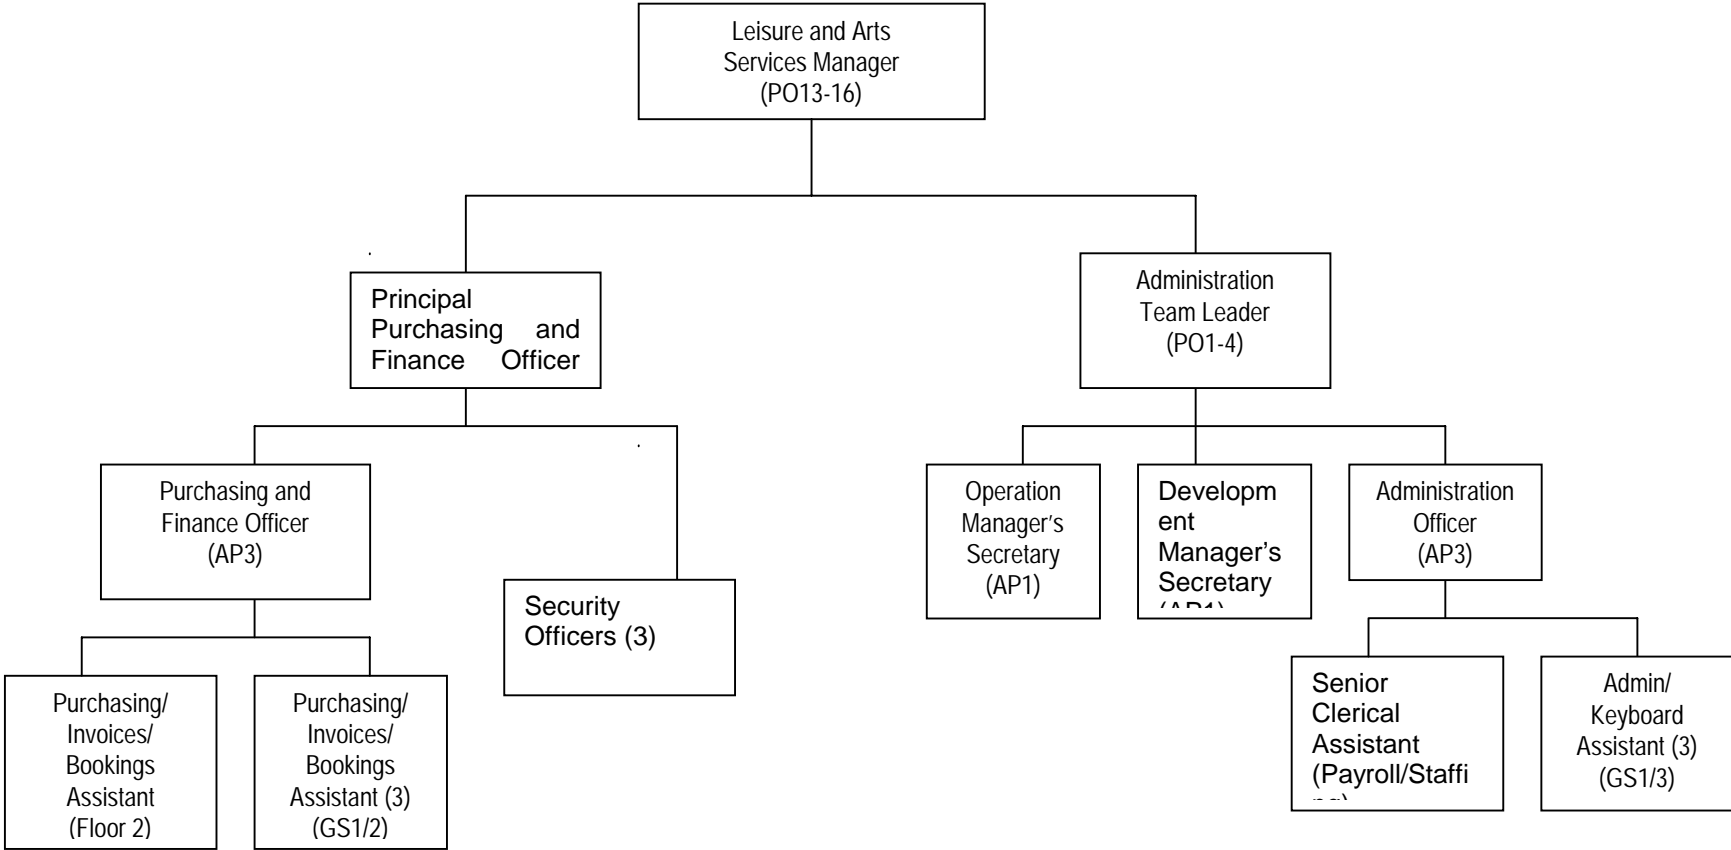 Leisure and Arts
Services Manager
(PO13-16)
Principal
Purchasing and
Finance Officer
Administration
Team Leader
(PO1-4)
Purchasing and
Finance Officer
(AP3)
Security
Officers (3)
Operation
Manager's
Secretary
(AP1)
Developm
ent
Manager's
Secretary
(AP1)
Administration
Officer
(AP3)
Purchasing/
Invoices/
Bookings
Assistant
(Floor 2)
Purchasing/
Invoices/
Bookings
Assistant (3)
(GS1/2)
Senior
Clerical
Assistant
(Payroll/Staffi
ng)
Admin/
Keyboard
Assistant (3)
(GS1/3)